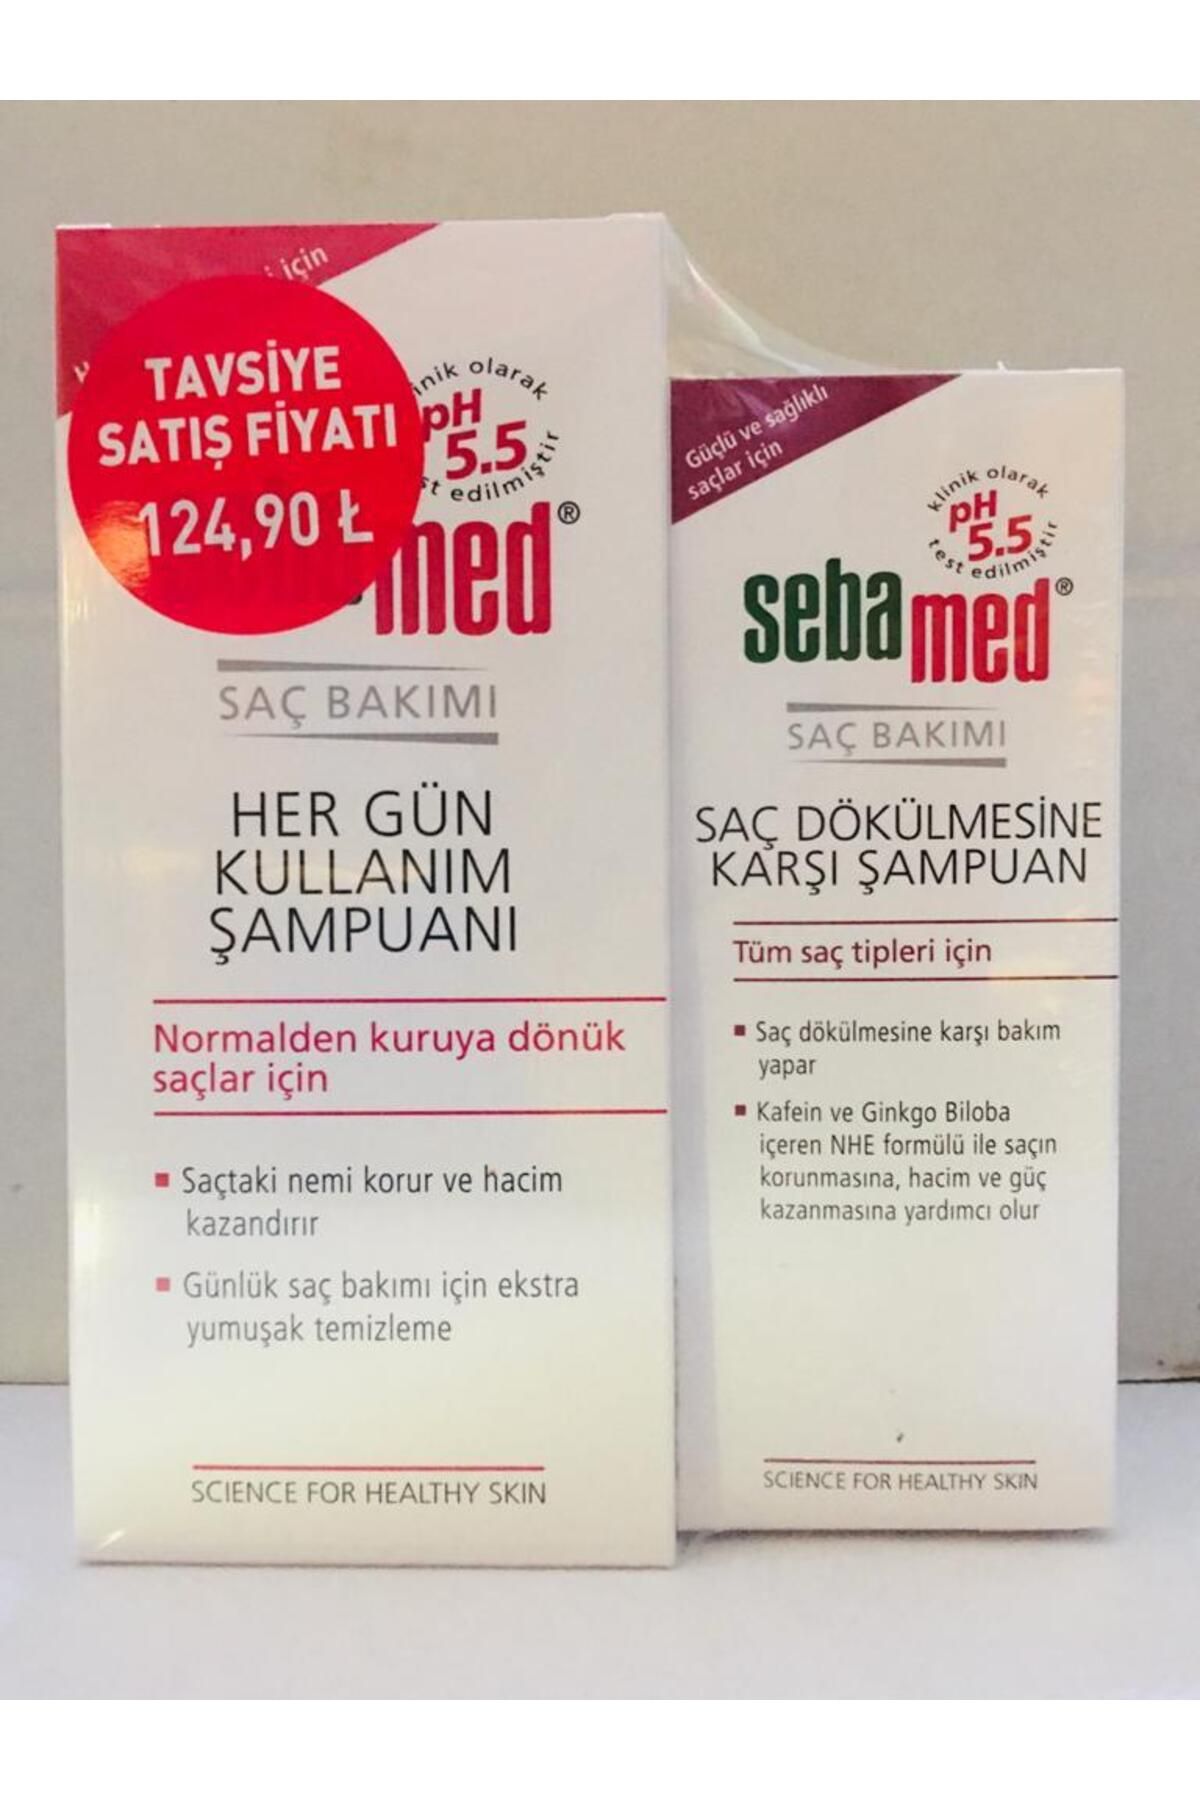 için
TAVSİYE
SATIŞ FİYATI
124,90 ₺
olarak
pH
5.5
edilmiştir
med®
SAÇ BAKIMI
HER GÜN
KULLANIM
ŞAMPUANI
Normalden kuruya dönük
saçlar için
Saçtaki nemi korur ve hacim
kazandırır
Günlük saç bakımı için ekstra
yumuşak temizleme
SCIENCE FOR HEALTHY SKIN
Güçlü ve sağlıklı
saçlar için
klinik olarak
pH
5.5
test edilmiştir
sebamed®
SAÇ BAKIMI
SAÇ DÖKÜLMESİNE
KARŞI ŞAMPUAN
Tüm saç tipleri için
Saç dökülmesine karşı bakım
yapar
Kafein ve Ginkgo Biloba
içeren NHE formülü ile saçın
korunmasına, hacim ve güç
kazanmasına yardımcı olur
SCIENCE FOR HEALTHY SKIN